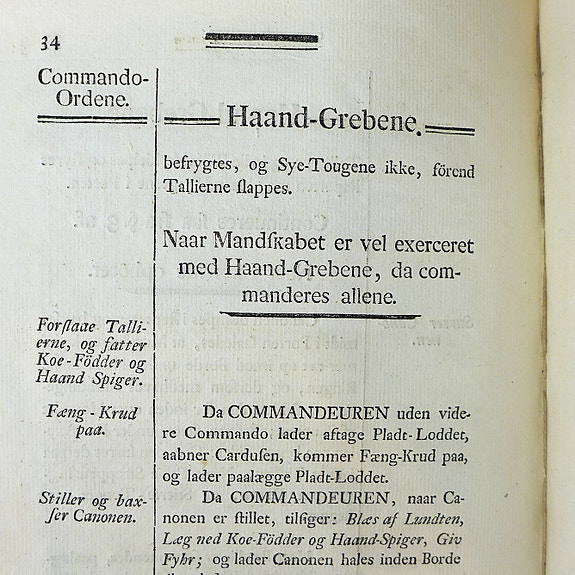 34
Commando-
Ordene.
Haand-Grebene.
befrygtes, og Sye-Tougene ikke, förend
Tallierne ſlappes.
Naar Mandſkabet er vel exerceret
med Haand-Grebene, da com-
manderes allene.
Forſlaae Talli-
erne, og fatter
Koe-Födder og
Haand Spiger.
Fæng-Krud
paa.
Da COMMANDEUREN uden vide-
re Commando lader aftage Pladt-Loddet,
aabner Carduſen, kommer Fæng-Krud paa,
og lader paalægge Pladt-Loddet.
Stiller og bax-
ſer Canonen.
Da COMMANDEUREN, naar Ca-
nonen er ſtillet, tilſiger: Blæs af Lundten,
Læg ned Koe-Födder og Haand-Spiger, Giv
Fyhr; og lader Canonen hales inden Borde